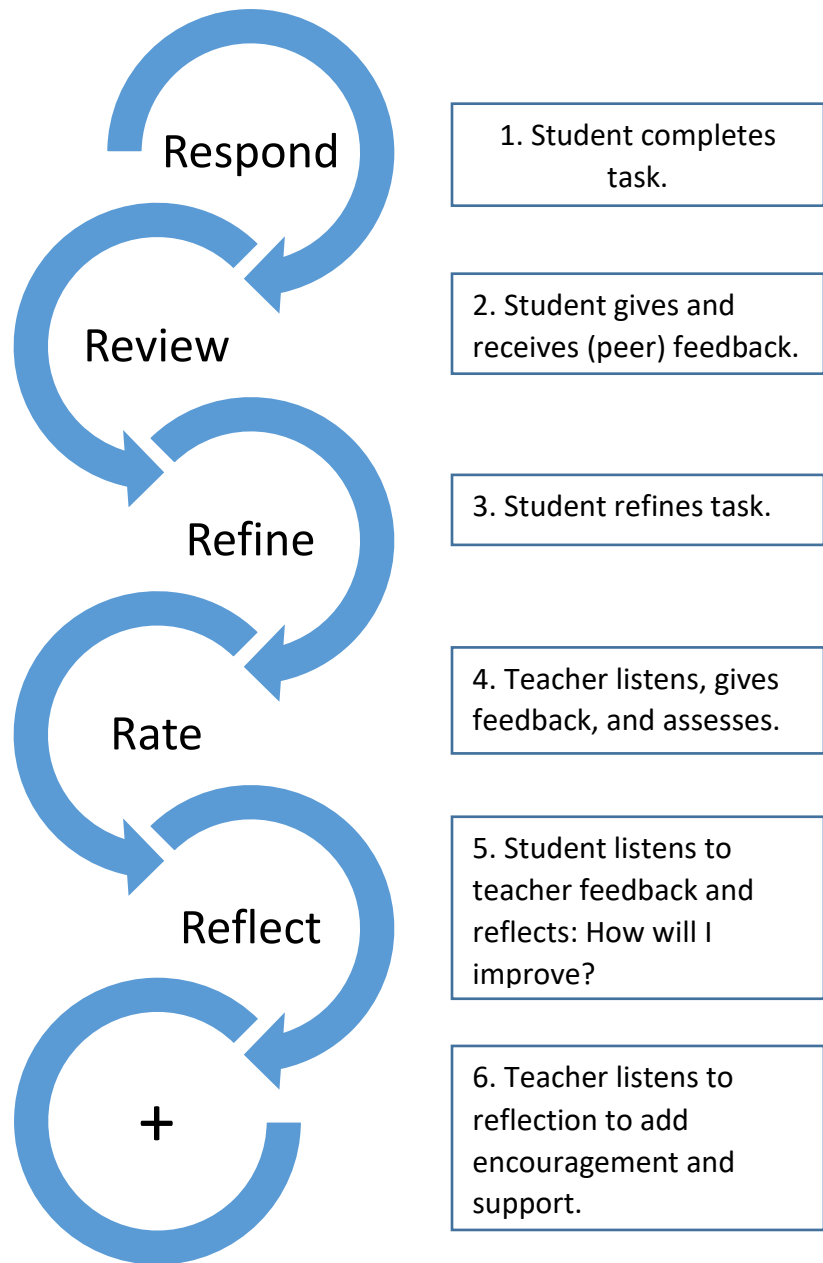 Respond
1. Student completes
task.
Review
2. Student gives and
receives (peer) feedback.
Refine
3. Student refines task.
Rate
4. Teacher listens, gives
feedback, and assesses.
Reflect
5. Student listens to
teacher feedback and
reflects: How will I
improve?
+
6. Teacher listens to
reflection to add
encouragement and
support.